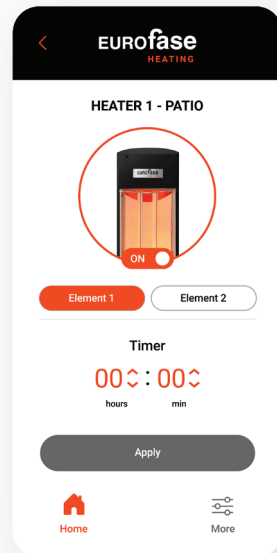 EUROfase
HEATING
HEATER 1 - PATIO
eurofase
ON
Element 1 Element 2
Timer
00 : 00
hours min
Apply
Home More